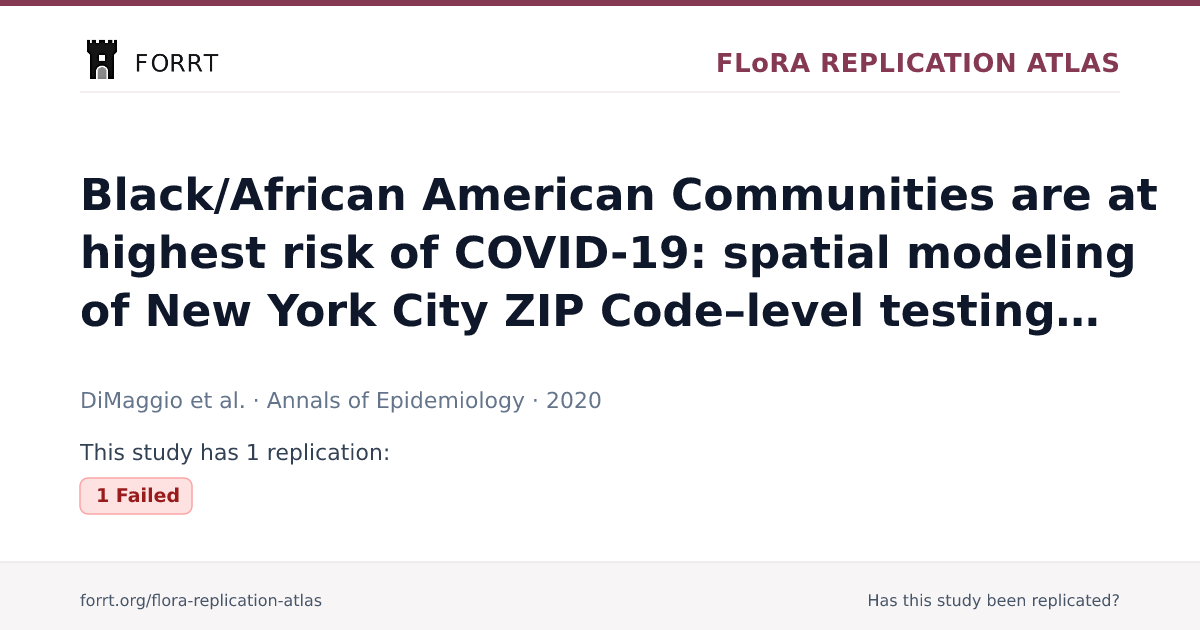 FORRT
FLoRA REPLICATION ATLAS
Black/African American Communities are at
highest risk of COVID-19: spatial modeling
of New York City ZIP Code–level testing…
DiMaggio et al. · Annals of Epidemiology · 2020
This study has 1 replication:
1 Failed
forrt.org/flora-replication-atlas
Has this study been replicated?